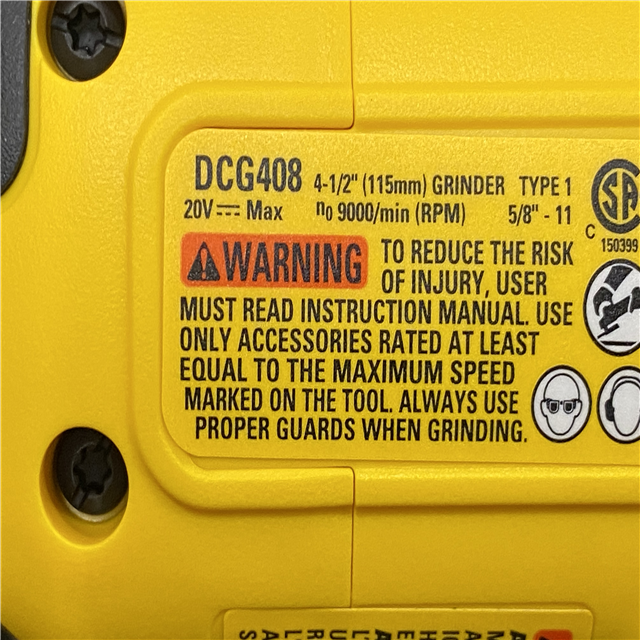 DCG408 4-1/2" (115mm) GRINDER TYPE 1
20V⎓ Max n0 9000/min (RPM) 5/8" - 11
SA
C 150399
WARNING TO REDUCE THE RISK
OF INJURY, USER
MUST READ INSTRUCTION MANUAL. USE
ONLY ACCESSORIES RATED AT LEAST
EQUAL TO THE MAXIMUM SPEED
MARKED ON THE TOOL. ALWAYS USE
PROPER GUARDS WHEN GRINDING.